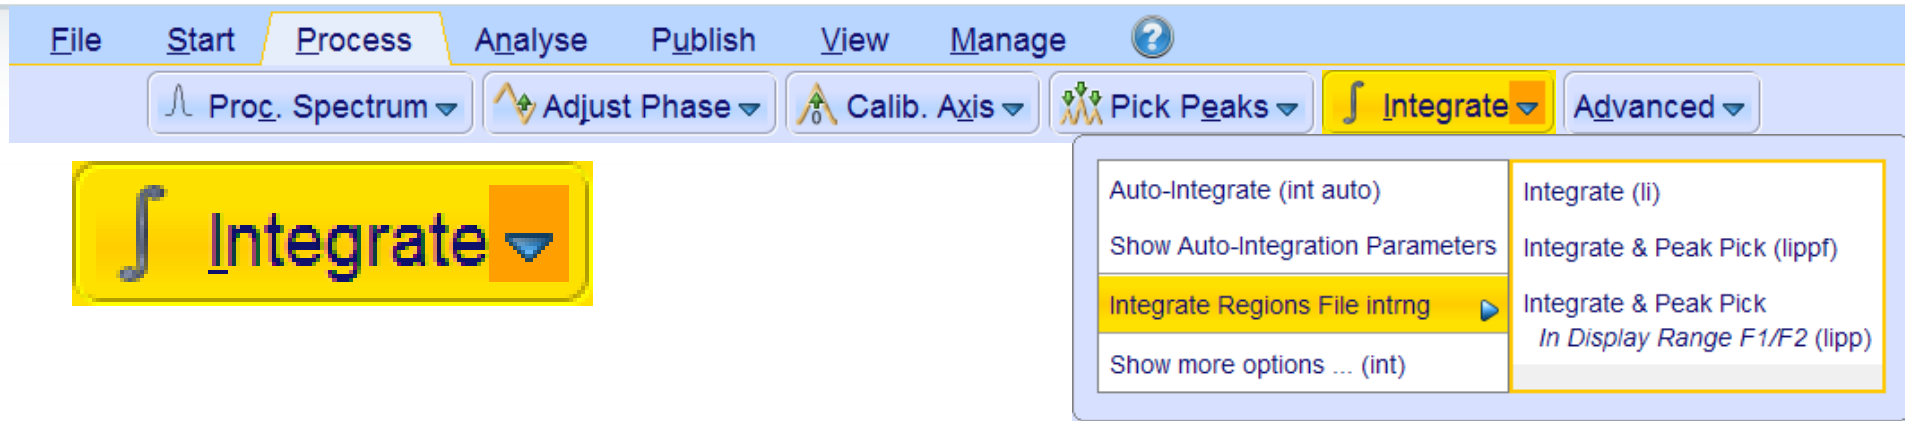 File Start Process Analyse Publish View Manage ?
Proc. Spectrum Adjust Phase Calib. Axis Pick Peaks Integrate Advanced
Integrate
Auto-Integrate (int auto)
Show Auto-Integration Parameters
Integrate Regions File intrng
Show more options ... (int)
Integrate (li)
Integrate & Peak Pick (lippf)
Integrate & Peak Pick
In Display Range F1/F2 (lipp)